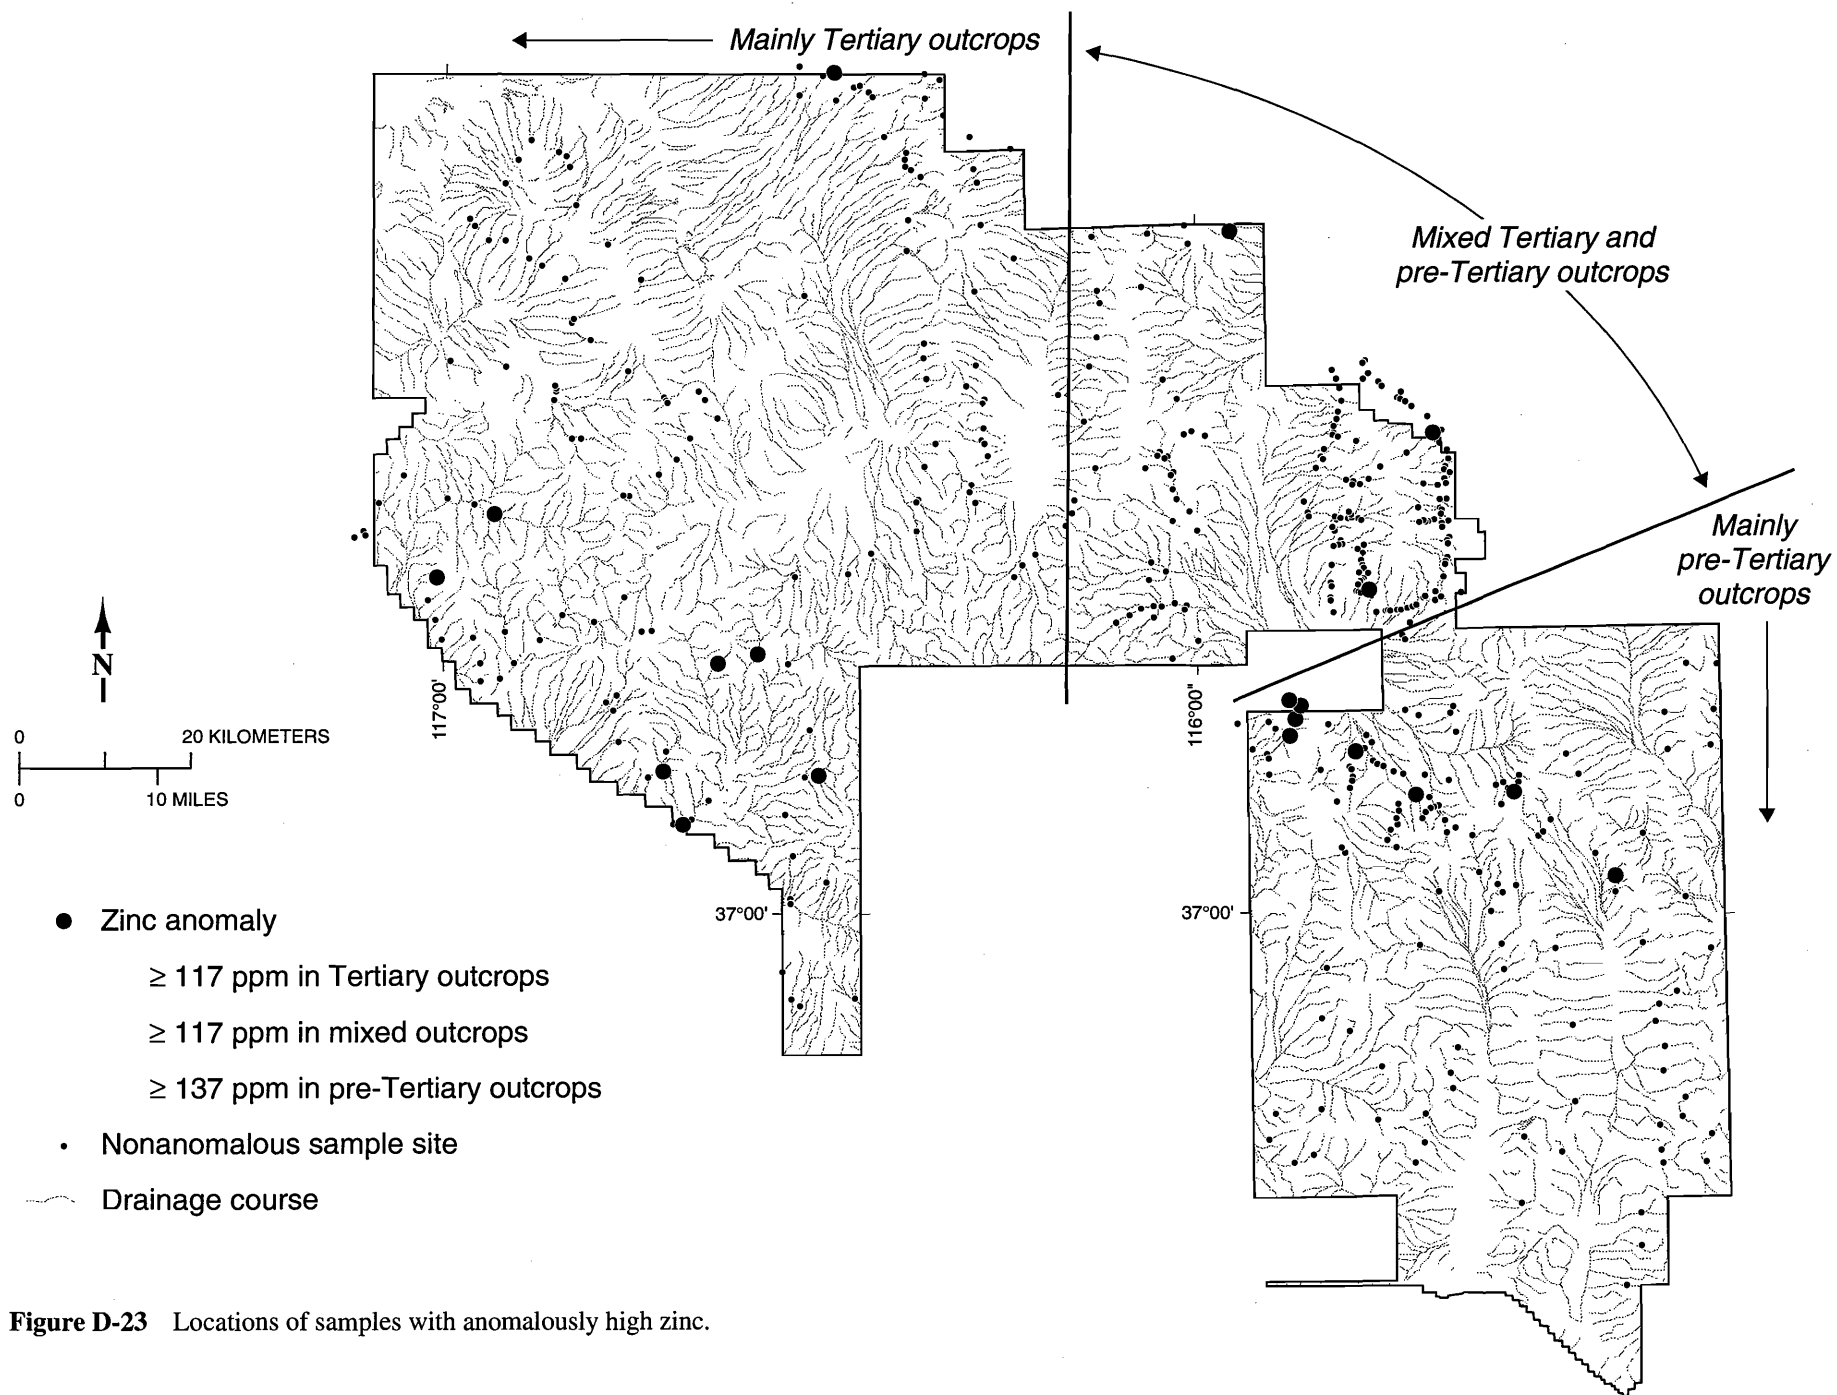 Mainly Tertiary outcrops
Mixed Tertiary and
pre-Tertiary outcrops
Mainly
pre-Tertiary
outcrops
N
0 20 KILOMETERS
0 10 MILES
117°00'
116°00"
37°00'
37°00'
Zinc anomaly
≥ 117 ppm in Tertiary outcrops
≥ 117 ppm in mixed outcrops
≥ 137 ppm in pre-Tertiary outcrops
Nonanomalous sample site
Drainage course
Figure D-23 Locations of samples with anomalously high zinc.